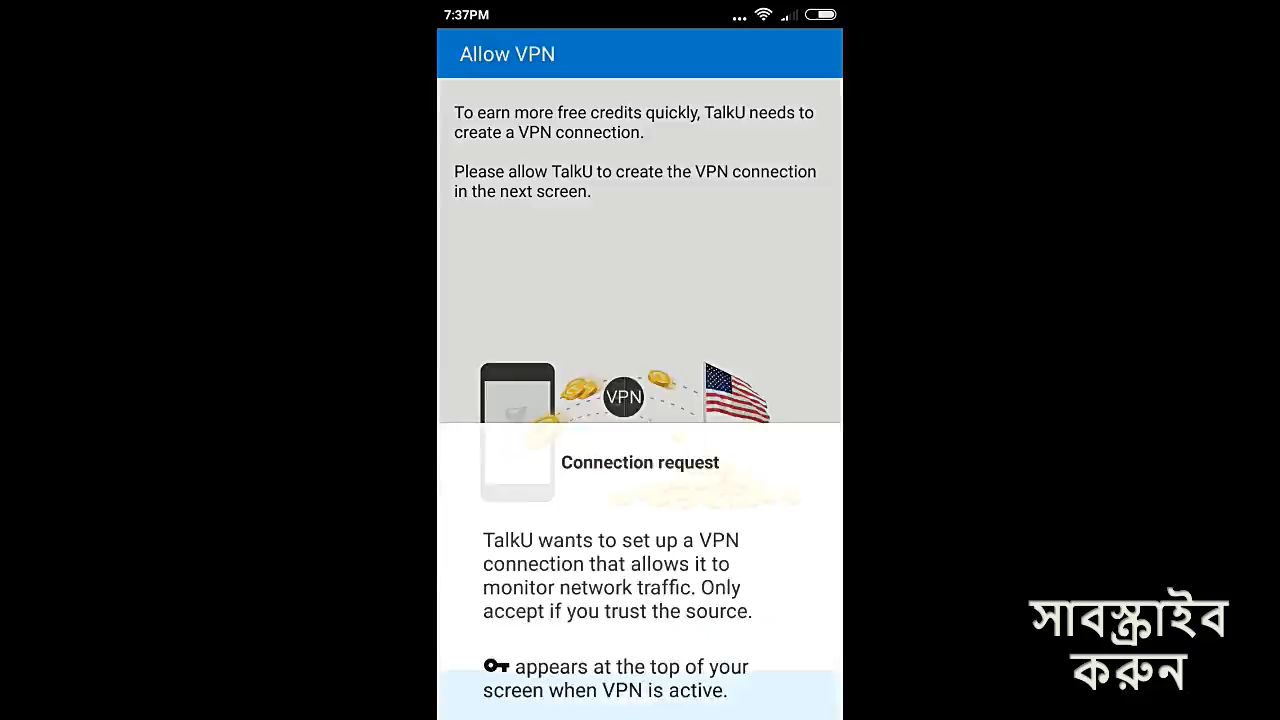 7:37PM
Allow VPN
To earn more free credits quickly, TalkU needs to
create a VPN connection.
Please allow TalkU to create the VPN connection
in the next screen.
VPN
Connection request
TalkU wants to set up a VPN
connection that allows it to
monitor network traffic. Only
accept if you trust the source.
appears at the top of your
screen when VPN is active.
সাবস্ক্রাইব
করুন